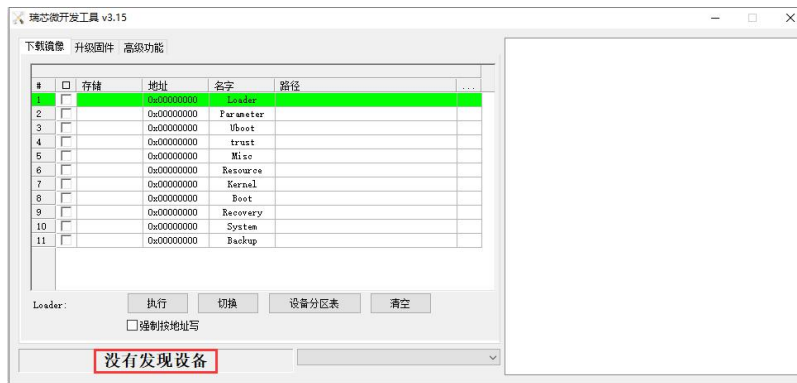 瑞芯微开发工具 v3.15
下载镜像 升级固件 高级功能
# 存储 地址 名字 路径 ...
1 0x00000000 Loader
2 0x00000000 Parameter
3 0x00000000 Uboot
4 0x00000000 trust
5 0x00000000 Misc
6 0x00000000 Resource
7 0x00000000 Kernel
8 0x00000000 Boot
9 0x00000000 Recovery
10 0x00000000 System
11 0x00000000 Backup
Loader: 执行 切换 设备分区表 清空
强制按地址写
没有发现设备